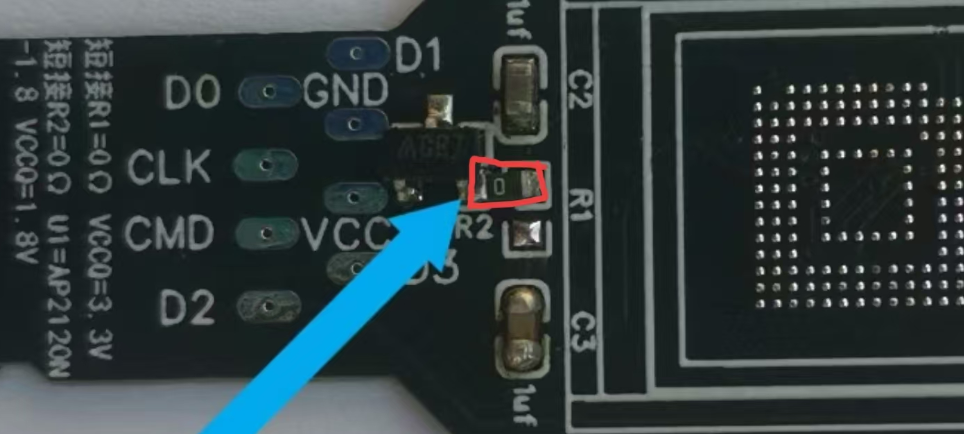 短接R1=0Ω VCCQ=3.3V
短接R2=0Ω U1=AP2120N
-1.8 VCCQ=1.8V
D1
D0
GND
CLK
CMD
VCC
D3
D2
1uf
C2
0
R1
R2
C3
1uf